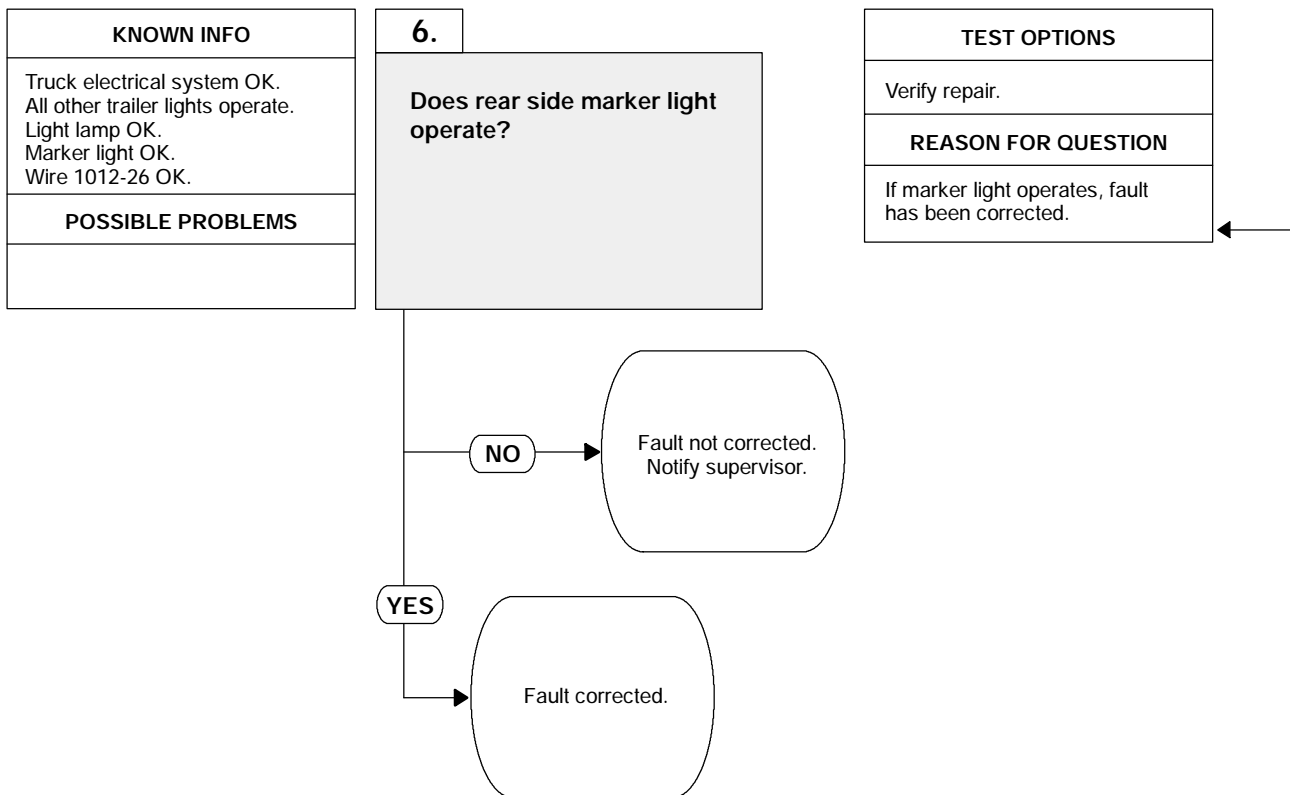 KNOWN INFO
Truck electrical system OK.
All other trailer lights operate.
Light lamp OK.
Marker light OK.
Wire 1012-26 OK.
POSSIBLE PROBLEMS
6.
Does rear side marker light
operate?
TEST OPTIONS
Verify repair.
REASON FOR QUESTION
If marker light operates, fault
has been corrected.
NO
Fault not corrected.
Notify supervisor.
YES
Fault corrected.